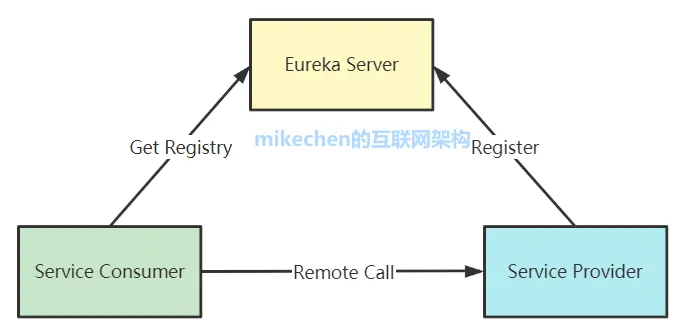 Eureka Server
mikechen的互联网架构
Get Registry
Register
Service Consumer
Remote Call
Service Provider